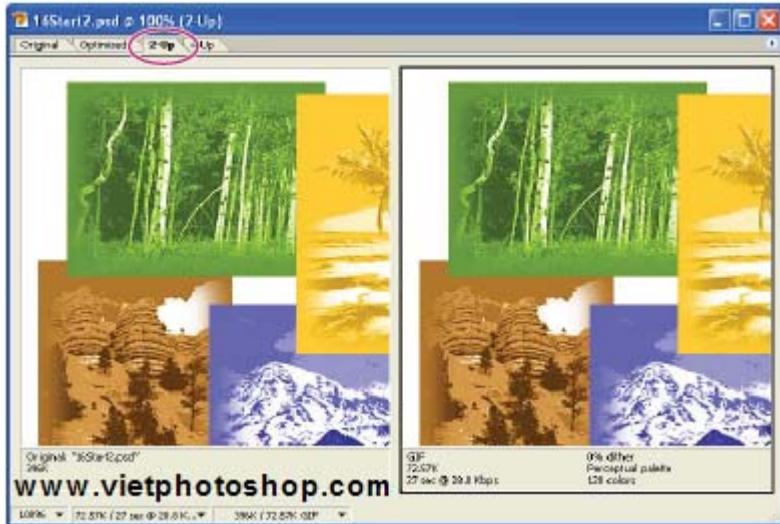 16Start2.psd @ 100% (2-Up)
Original Optimized 2-Up 4-Up
Original: "16Start2.psd"
396K
GIF
72.57K
27 sec @ 28.8 Kbps
0% dither
Perceptual palette
128 colors
www.vietphotoshop.com
100% 72.57K / 27 sec @ 28.8 K... 396K / 72.57K GIF